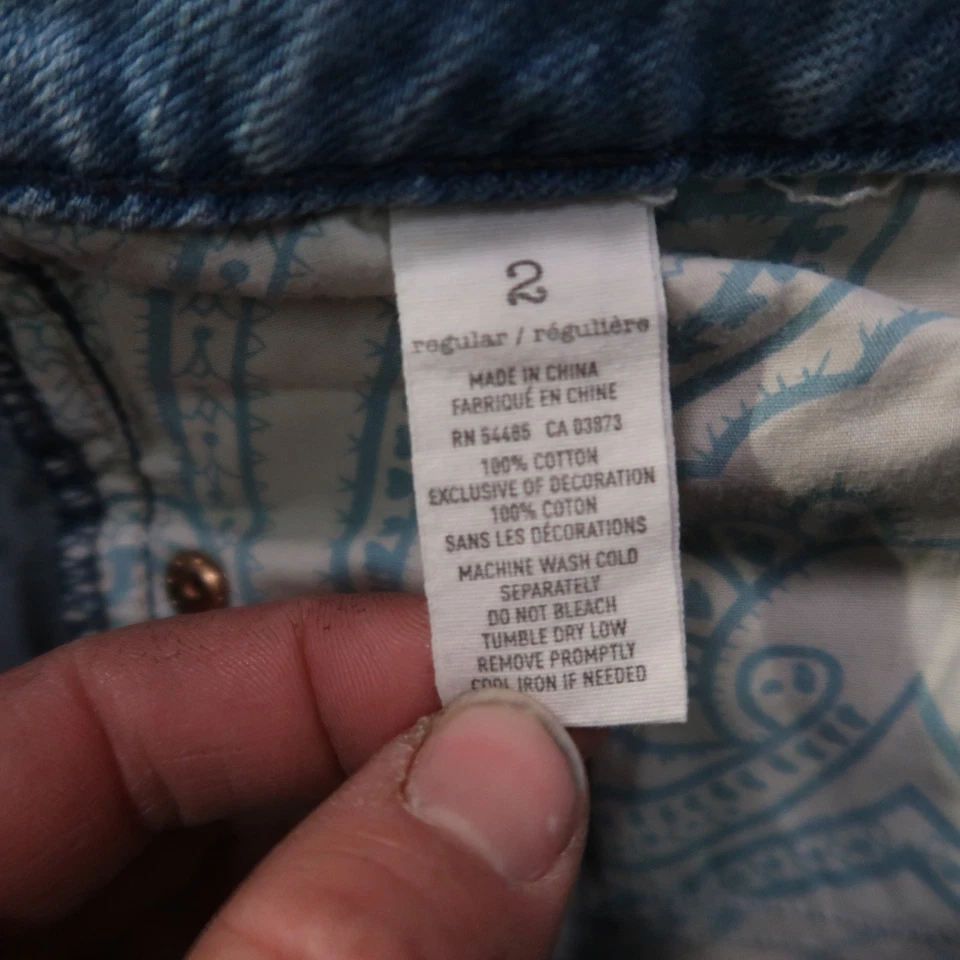 2
regular / régulière
MADE IN CHINA
FABRIQUÉ EN CHINE
RN 54485 CA 03873
100% COTTON
EXCLUSIVE OF DECORATION
100% COTON
SANS LES DÉCORATIONS
MACHINE WASH COLD
SEPARATELY
DO NOT BLEACH
TUMBLE DRY LOW
REMOVE PROMPTLY
COOL IRON IF NEEDED